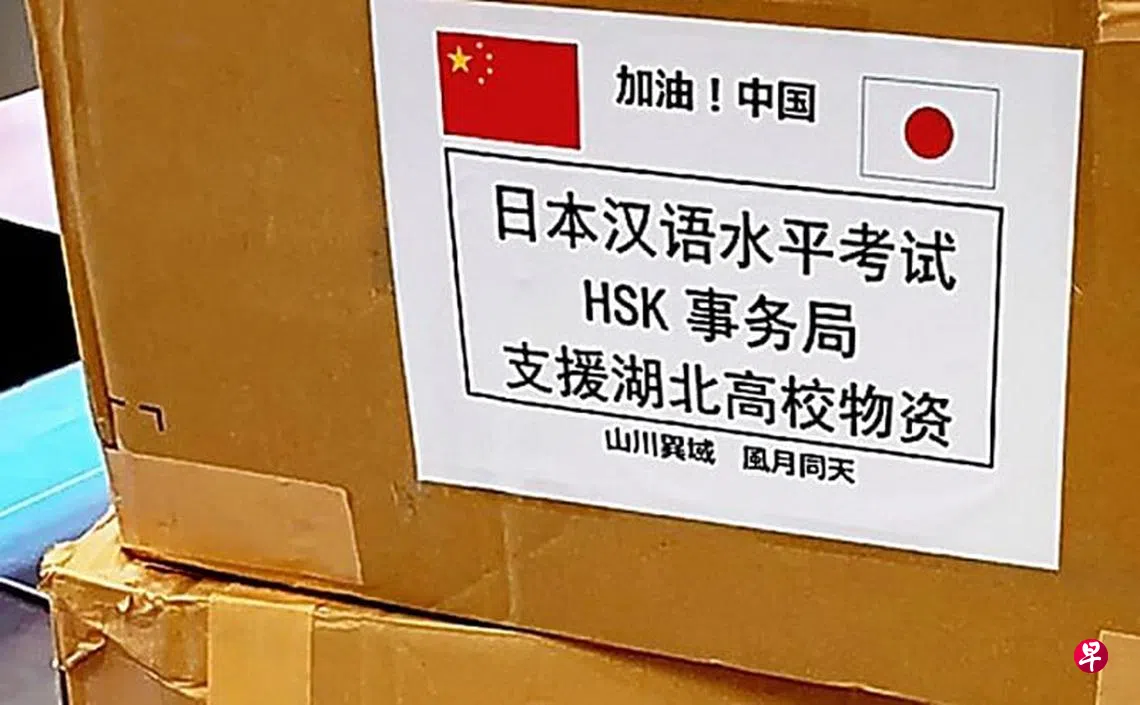 加油！中国
日本汉语水平考试
HSK 事务局
支援湖北高校物资
山川異域 風月同天
早